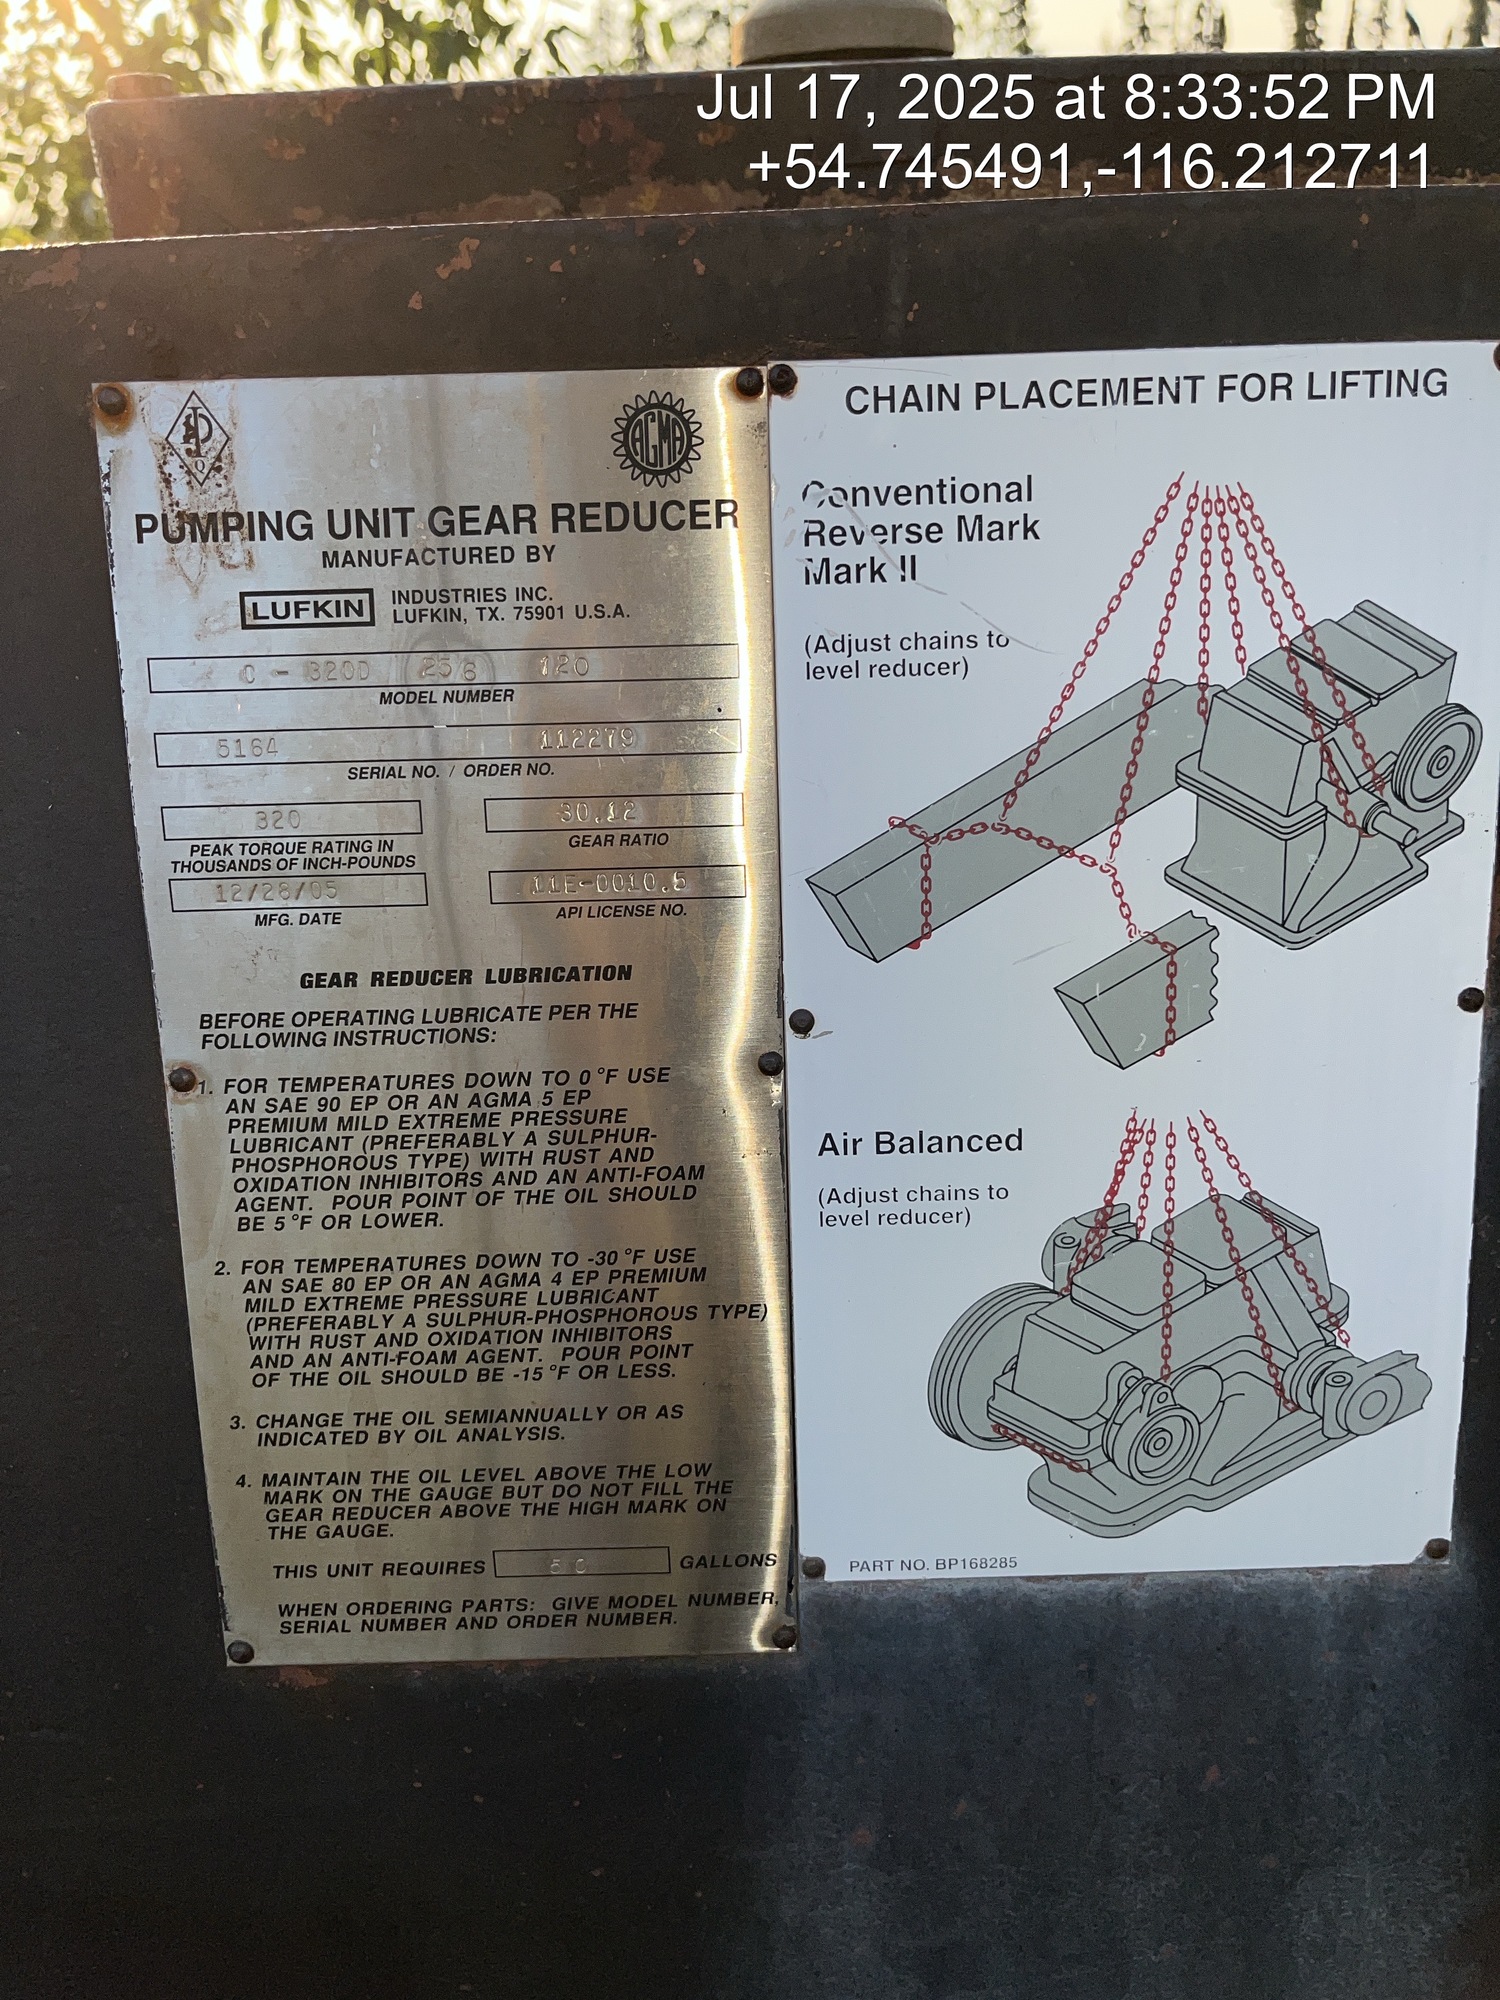 Jul 17, 2025 at 8:33:52 PM
+54.745491,-116.212711
AGMA
PUMPING UNIT GEAR REDUCER
MANUFACTURED BY
LUFKIN INDUSTRIES INC.
LUFKIN, TX. 75901 U.S.A.
C - 320D 256 120
MODEL NUMBER
5164 112279
SERIAL NO. / ORDER NO.
320 30.12
PEAK TORQUE RATING IN
THOUSANDS OF INCH-POUNDS
GEAR RATIO
12/28/05 11E-0010.5
MFG. DATE API LICENSE NO.
GEAR REDUCER LUBRICATION
BEFORE OPERATING LUBRICATE PER THE
FOLLOWING INSTRUCTIONS:
1. FOR TEMPERATURES DOWN TO 0 °F USE
AN SAE 90 EP OR AN AGMA 5 EP
PREMIUM MILD EXTREME PRESSURE
LUBRICANT (PREFERABLY A SULPHUR-
PHOSPHOROUS TYPE) WITH RUST AND
OXIDATION INHIBITORS AND AN ANTI-FOAM
AGENT. POUR POINT OF THE OIL SHOULD
BE 5 °F OR LOWER.
2. FOR TEMPERATURES DOWN TO -30 °F USE
AN SAE 80 EP OR AN AGMA 4 EP PREMIUM
MILD EXTREME PRESSURE LUBRICANT
(PREFERABLY A SULPHUR-PHOSPHOROUS TYPE)
WITH RUST AND OXIDATION INHIBITORS
AND AN ANTI-FOAM AGENT. POUR POINT
OF THE OIL SHOULD BE -15 °F OR LESS.
3. CHANGE THE OIL SEMIANNUALLY OR AS
INDICATED BY OIL ANALYSIS.
4. MAINTAIN THE OIL LEVEL ABOVE THE LOW
MARK ON THE GAUGE BUT DO NOT FILL THE
GEAR REDUCER ABOVE THE HIGH MARK ON
THE GAUGE.
THIS UNIT REQUIRES 50 GALLONS
WHEN ORDERING PARTS: GIVE MODEL NUMBER,
SERIAL NUMBER AND ORDER NUMBER.
CHAIN PLACEMENT FOR LIFTING
Conventional
Reverse Mark
Mark II
(Adjust chains to
level reducer)
Air Balanced
(Adjust chains to
level reducer)
PART NO. BP168285